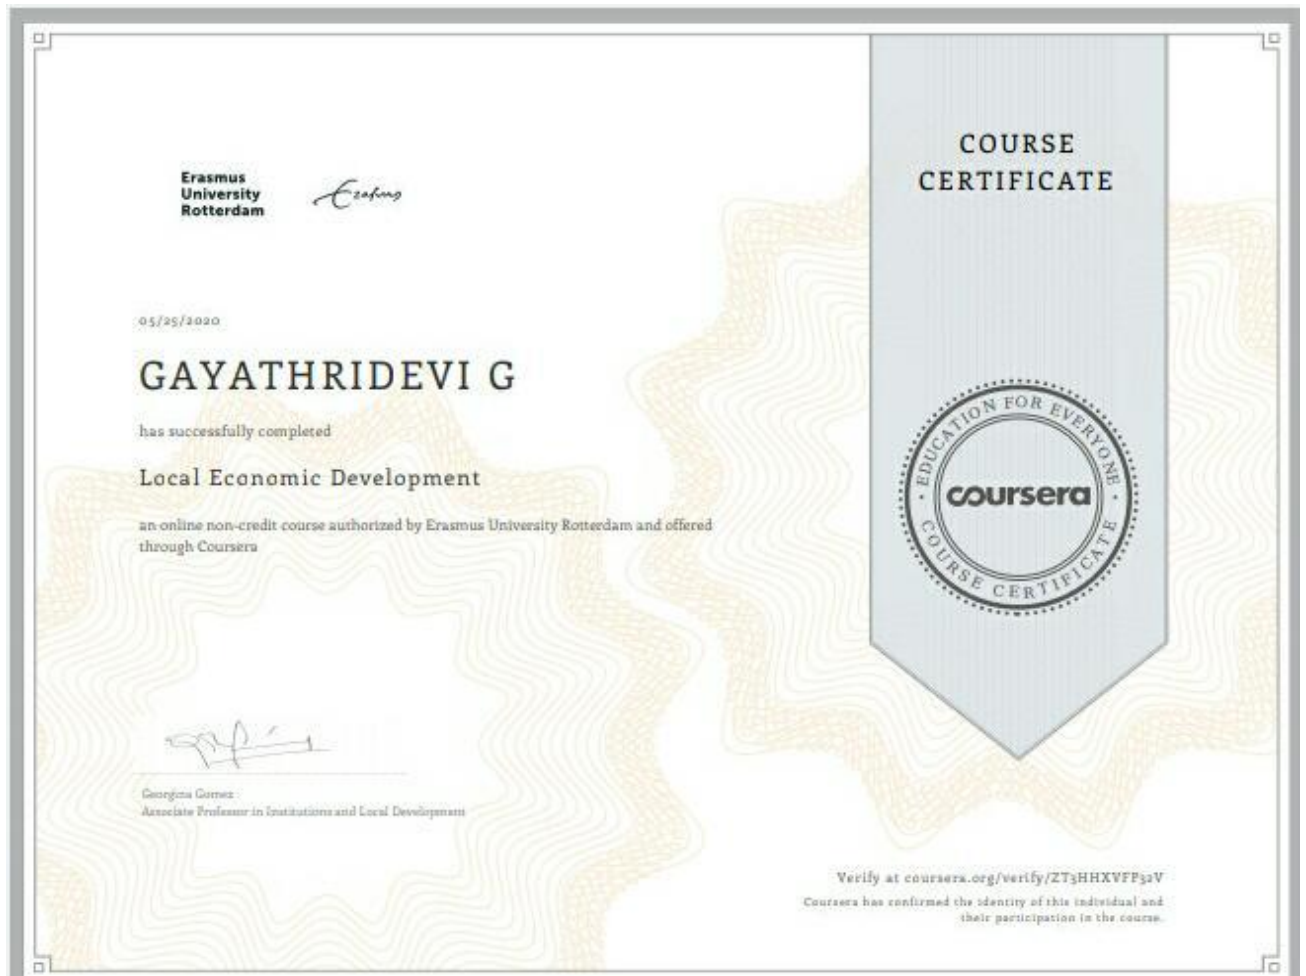 Erasmus
University
Rotterdam
Erasmus
COURSE
CERTIFICATE
05/25/2020
GAYATHRIDEVI G
has successfully completed
Local Economic Development
an online non-credit course authorized by Erasmus University Rotterdam and offered
through Coursera
EDUCATION FOR EVERYONE
coursera
COURSE CERTIFICATE
Georgina Gomez
Associate Professor in Institutions and Local Development
Verify at coursera.org/verify/ZT3HHXVFP32V
Coursera has confirmed the identity of this individual and
their participation in the course.